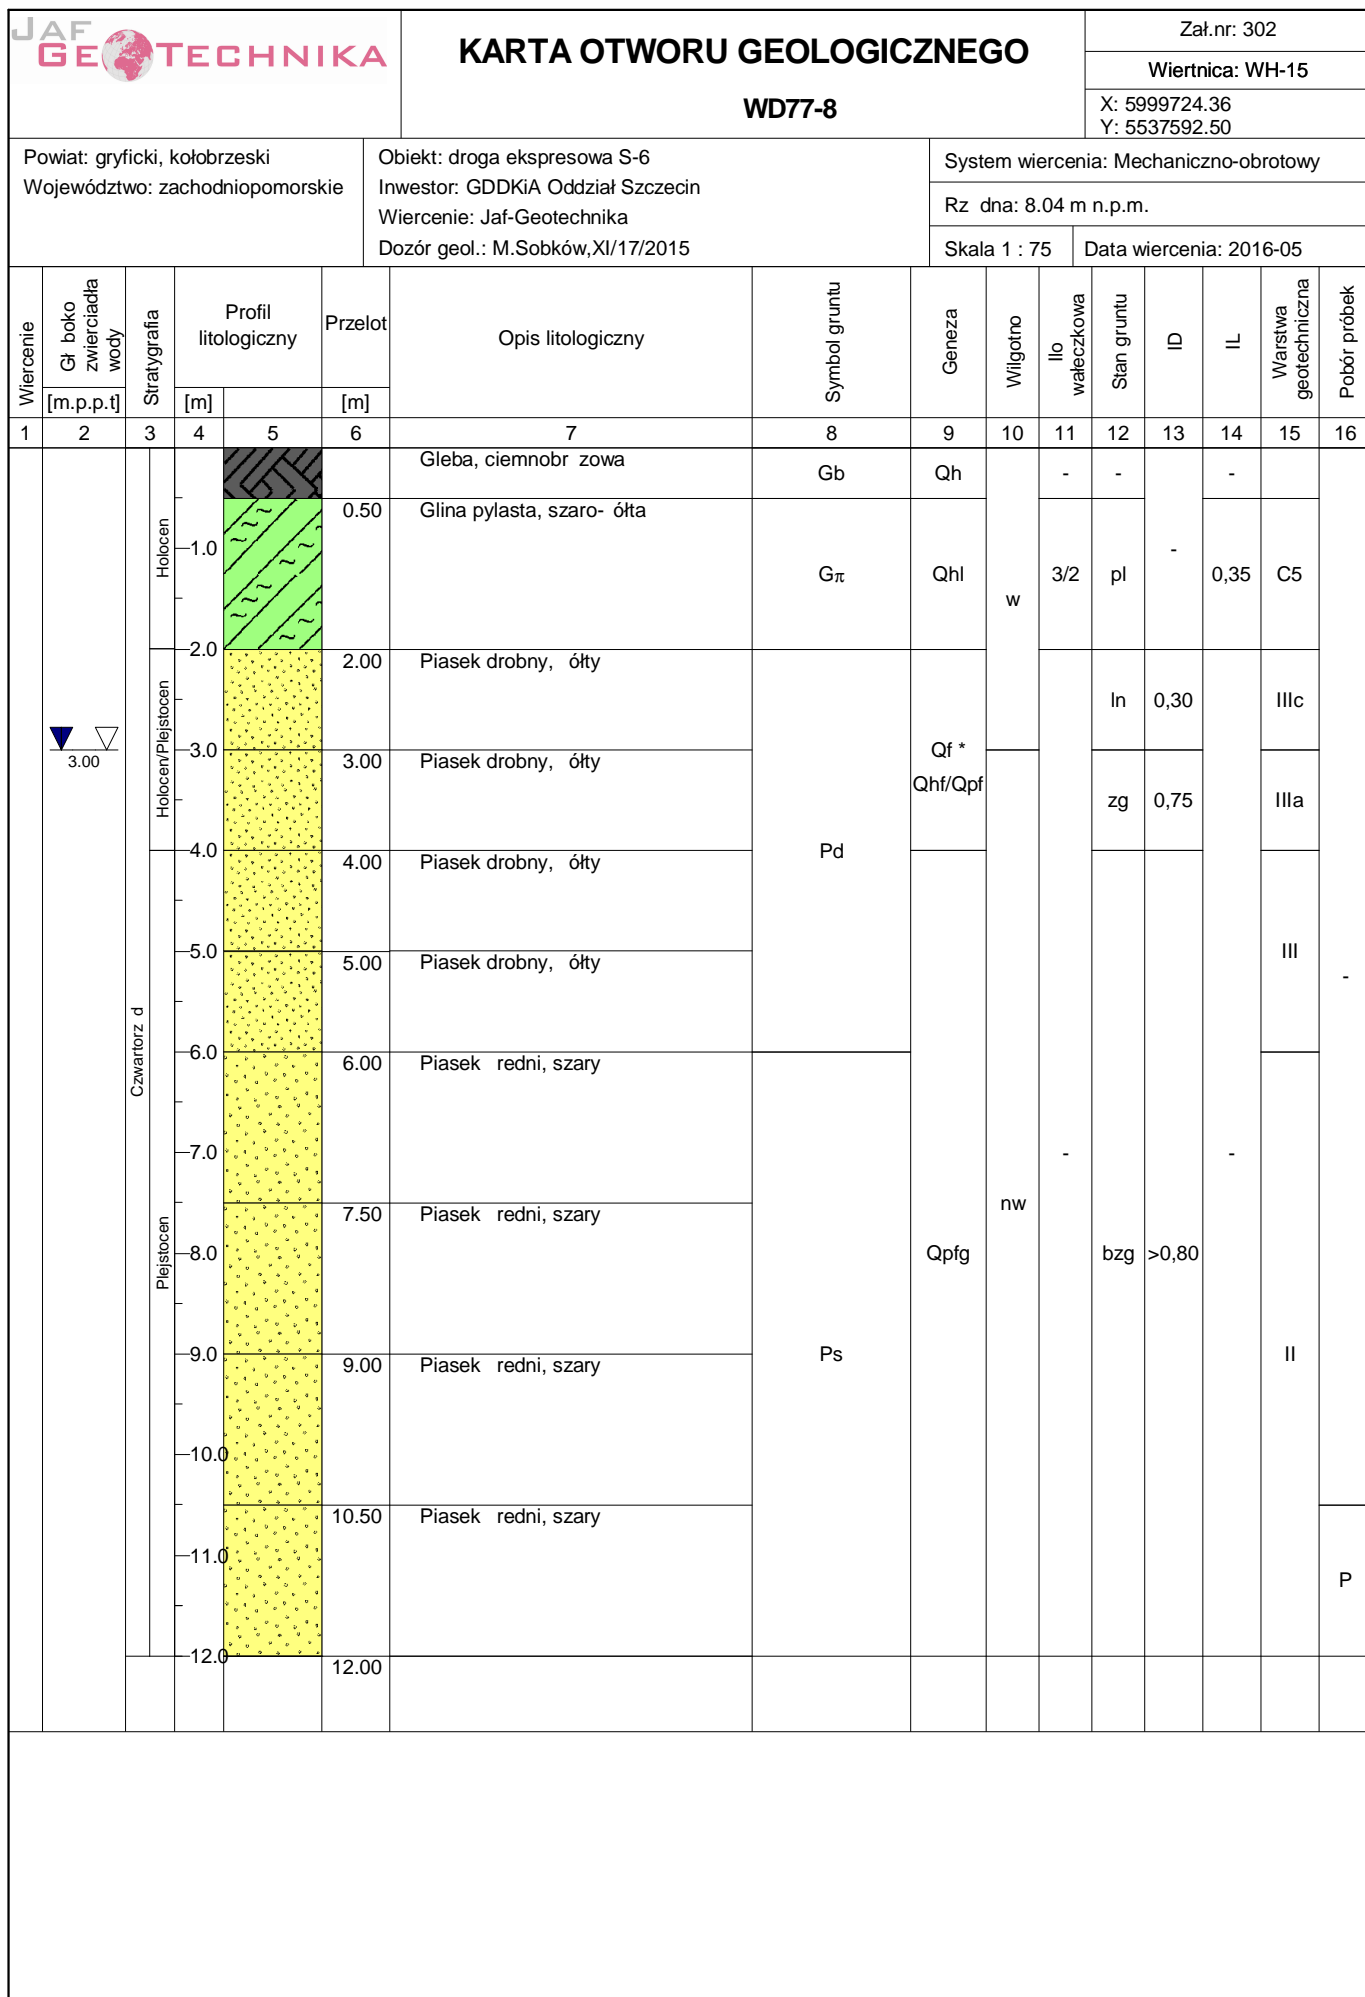 JAF
GEOTECHNIKA
KARTA OTWORU GEOLOGICZNEGO
WD77-8
Zał.nr: 302
Wiertnica: WH-15
X: 5999724.36
Y: 5537592.50
Powiat: gryficki, kołobrzeski
Województwo: zachodniopomorskie
Obiekt: droga ekspresowa S-6
Inwestor: GDDKiA Oddział Szczecin
Wiercenie: Jaf-Geotechnika
Dozór geol.: M.Sobków,XI/17/2015
System wiercenia: Mechaniczno-obrotowy
Rz dna: 8.04 m n.p.m.
Skala 1 : 75
Data wiercenia: 2016-05
Wiercenie
Gł boko
zwierciadła
wody
[m.p.p.t]
Stratygrafia
Profil
litologiczny
[m]
Przelot
[m]
Opis litologiczny
Symbol gruntu
Geneza
Wilgotno
Ilo
wałeczkowa
Stan gruntu
ID
IL
Warstwa
geotechniczna
Pobór próbek
1 2 3 4 5 6 7 8 9 10 11 12 13 14 15 16
Gleba, ciemnobr zowa
Gb Qh - - -
0.50 Glina pylasta, szaro- ółta
Holocen
1.0
-
Gπ Qhl 3/2 pl 0,35 C5
w
2.0
2.00 Piasek drobny, ółty
Holocen/Plejstocen
ln 0,30 IIIc
3.00
3.0
3.00 Piasek drobny, ółty
Qf *
Qhf/Qpf
zg 0,75 IIIa
4.0
4.00 Piasek drobny, ółty
Pd
5.0
5.00 Piasek drobny, ółty
III
-
Czwartorz d
6.0
6.00 Piasek redni, szary
7.0
- -
7.50 Piasek redni, szary
nw
Plejstocen
8.0
Qpfg bzg >0,80
9.0
9.00 Piasek redni, szary
Ps II
10.0
10.50 Piasek redni, szary
11.0
P
12.0
12.00